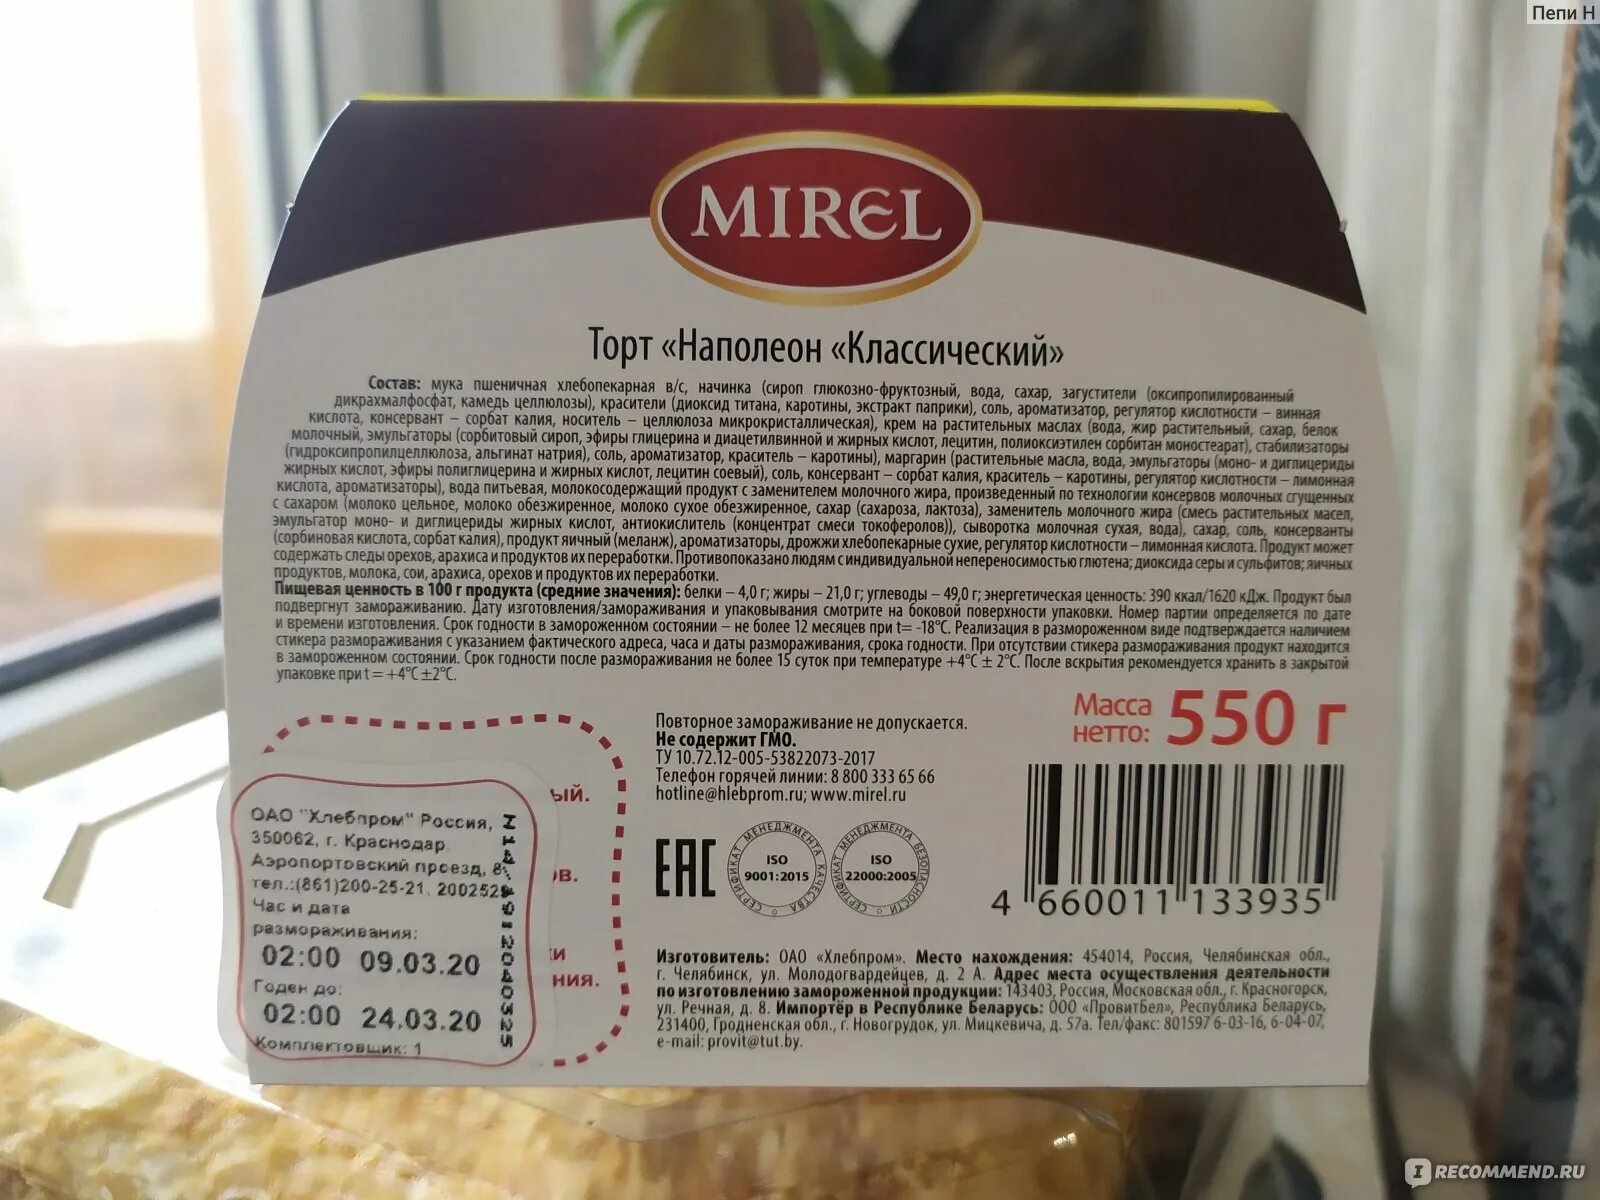 Пепи Н
MIREL
Торт «Наполеон «Классический»
Состав: мука пшеничная хлебопекарная в/с, начинка (сироп глюкозно-фруктозный, вода, сахар, загустители (оксипропилированный
дикрахмалфосфат, камедь целлюлозы), красители (диоксид титана, каротины, экстракт паприки), соль, ароматизатор, регулятор кислотности – винная
кислота, консервант – сорбат калия, носитель – целлюлоза микрокристаллическая), крем на растительных маслах (вода, жир растительный, сахар, белок
молочный, эмульгаторы (сорбитовый сироп, эфиры глицерина и диацетилвинной и жирных кислот, лецитин, полиоксиэтилен сорбитан моностеарат), стабилизаторы
(гидроксипропилцеллюлоза, альгинат натрия), соль, ароматизатор, краситель – каротины), маргарин (растительные масла, вода, эмульгаторы (моно- и диглицериды
жирных кислот, эфиры полиглицерина и жирных кислот, лецитин соевый), соль, консервант – сорбат калия, краситель – каротины, регулятор кислотности – лимонная
кислота, ароматизаторы), вода питьевая, молокосодержащий продукт с заменителем молочного жира, произведенный по технологии консервов молочных сгущенных
с сахаром (молоко цельное, молоко обезжиренное, молоко сухое обезжиренное, сахар (сахароза, лактоза), заменитель молочного жира (смесь растительных масел,
эмульгатор моно- и диглицериды жирных кислот, антиокислитель (концентрат смеси токоферолов)), сыворотка молочная сухая, вода), сахар, соль, консерванты
(сорбиновая кислота, сорбат калия), продукт яичный (меланж), ароматизаторы, дрожжи хлебопекарные сухие, регулятор кислотности – лимонная кислота. Продукт может
содержать следы орехов, арахиса и продуктов их переработки. Противопоказано людям с индивидуальной непереносимостью глютена; диоксида серы и сульфитов; яичных
продуктов, молока, сои, арахиса, орехов и продуктов их переработки.
Пищевая ценность в 100 г продукта (средние значения): белки – 4,0 г; жиры – 21,0 г; углеводы – 49,0 г; энергетическая ценность: 390 ккал/1620 кДж. Продукт был
подвергнут замораживанию. Дату изготовления/замораживания и упаковывания смотрите на боковой поверхности упаковки. Номер партии определяется по дате
и времени изготовления. Срок годности в замороженном состоянии – не более 12 месяцев при t= -18°C. Реализация в размороженном виде подтверждается наличием
стикера размораживания с указанием фактического адреса, часа и даты размораживания, срока годности. При отсутствии стикера размораживания продукт находится
в замороженном состоянии. Срок годности после размораживания не более 15 суток при температуре +4°C ± 2°C. После вскрытия рекомендуется хранить в закрытой
упаковке при t = +4°C ±2°C.
Масса
нетто: 550 г
Повторное замораживание не допускается.
Не содержит ГМО.
ТУ 10.72.12-005-53822073-2017
Телефон горячей линии: 8 800 333 65 66
hotline@hlebprom.ru; www.mirel.ru
EAC
СЕРТИФИКАТ МЕНЕДЖМЕНТА КАЧЕСТВА
ISO
9001:2015
СЕРТИФИКАТ МЕНЕДЖМЕНТА БЕЗОПАСНОСТИ
ISO
22000:2005
4 660011 133935
ый.
ов.
ки
ния.
ОАО "Хлебпром" Россия,
350062, г. Краснодар
Аэропортовский проезд, 8
тел.:(861)200-25-21, 200252
Час и дата
размораживания:
02:00 09.03.20
Годен до:
02:00 24.03.20
Комплектовщик: 1
Изготовитель: ОАО «Хлебпром». Место нахождения: 454014, Россия, Челябинская обл.,
г. Челябинск, ул. Молодогвардейцев, д. 2 А. Адрес места осуществления деятельности
по изготовлению замороженной продукции: 143403, Россия, Московская обл., г. Красногорск,
ул. Речная, д. 8. Импортёр в Республике Беларусь: ООО «ПровитБел», Республика Беларусь,
231400, Гродненская обл., г. Новогрудок, ул. Мицкевича, д. 57а. Тел/факс: 801597 6-03-16, 6-04-07,
e-mail: provit@tut.by.
IRECOMMEND.RU